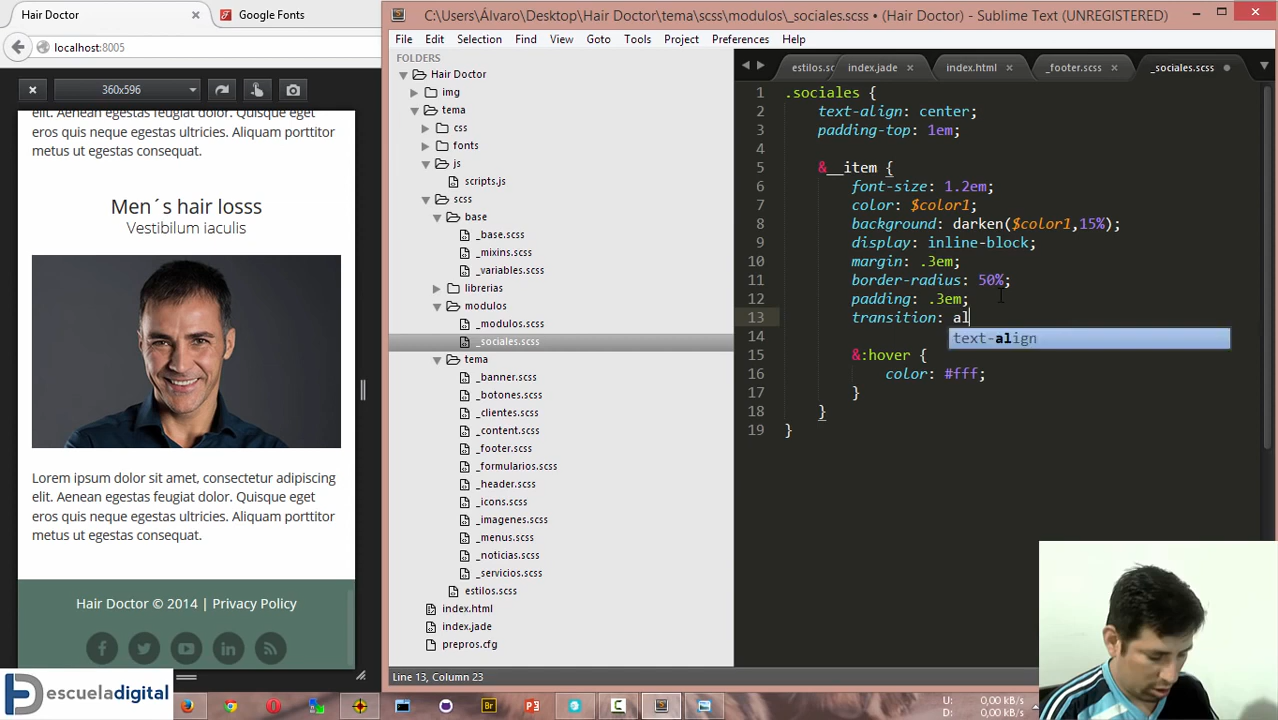 Hair Doctor × Google Fonts
localhost:8005
× 360x596
elit. Aenean egestas feugiat dolor. Quisque eget
eros quis neque egestas ultricies. Aliquam porttitor
metus ut egestas consequat.
Men´s hair losss
Vestibulum iaculis
Lorem ipsum dolor sit amet, consectetur adipiscing
elit. Aenean egestas feugiat dolor. Quisque eget
eros quis neque egestas ultricies. Aliquam porttitor
metus ut egestas consequat.
Hair Doctor © 2014 | Privacy Policy
escueladigital
C:\Users\Álvaro\Desktop\Hair Doctor\tema\scss\modulos\_sociales.scss • (Hair Doctor) - Sublime Text (UNREGISTERED)
File Edit Selection Find View Goto Tools Project Preferences Help
FOLDERS
Hair Doctor
img
tema
css
fonts
js
scripts.js
scss
base
_base.scss
_mixins.scss
_variables.scss
librerias
modulos
_modulos.scss
_sociales.scss
tema
_banner.scss
_botones.scss
_clientes.scss
_content.scss
_footer.scss
_formularios.scss
_header.scss
_icons.scss
_imagenes.scss
_menus.scss
_noticias.scss
_servicios.scss
estilos.scss
index.html
index.jade
prepros.cfg
estilos.sc index.jade × index.html × _footer.scss × _sociales.scss
1 .sociales {
2 text-align: center;
3 padding-top: 1em;
4
5 &__item {
6 font-size: 1.2em;
7 color: $color1;
8 background: darken($color1,15%);
9 display: inline-block;
10 margin: .3em;
11 border-radius: 50%;
12 padding: .3em;
13 transition: al
text-align
14
15 &:hover {
16 color: #fff;
17 }
18 }
19 }
Line 13, Column 23
Br
U: 0,00 kB/s
D: 0,00 kB/s